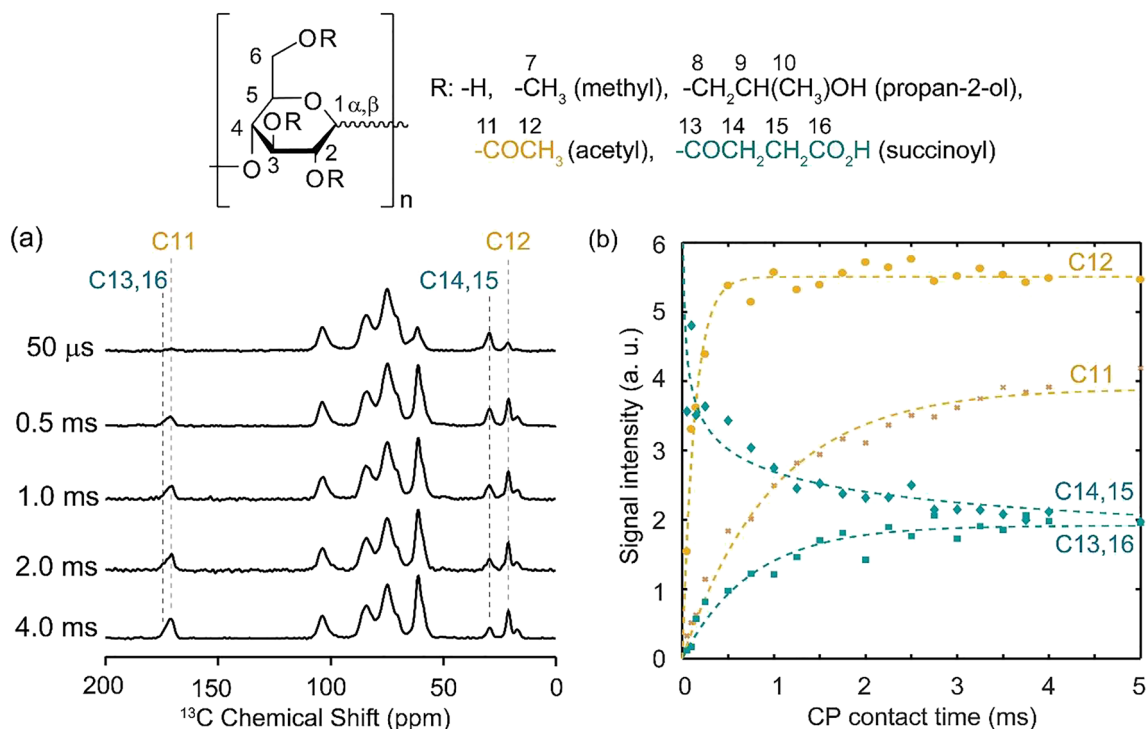 6 OR
5
O
1 α,β
4
RO
3
2
O
OR
n
R: -H, -CH₃ (methyl), -CH₂CH(CH₃)OH (propan-2-ol),
7 8 9 10
11 12 13 14 15 16
-COCH₃ (acetyl), -COCH₂CH₂CO₂H (succinoyl)
(a)
C11 C12
C13,16 C14,15
50 μs
0.5 ms
1.0 ms
2.0 ms
4.0 ms
200 150 100 50 0
¹³C Chemical Shift (ppm)
(b)
Signal intensity (a. u.)
6
5
4
3
2
1
0
C12
C11
C14,15
C13,16
0 1 2 3 4 5
CP contact time (ms)